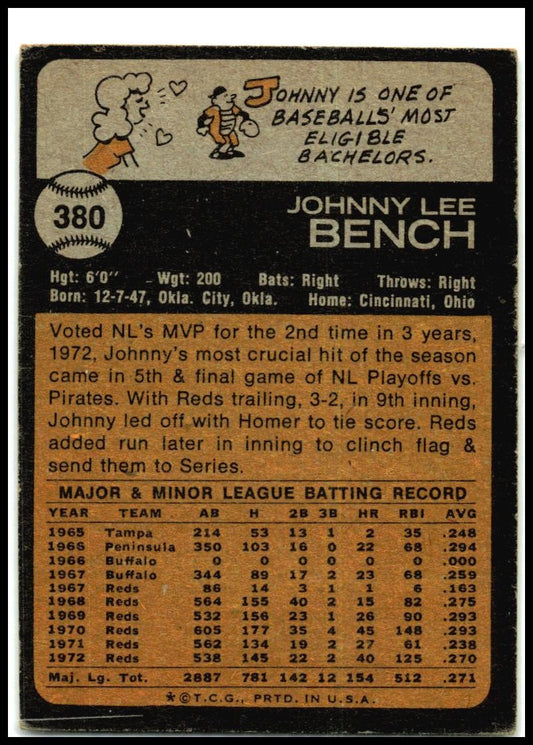 JOHNNY IS ONE OF
BASEBALLS' MOST
ELIGIBLE
BACHELORS.
380
JOHNNY LEE
BENCH
Hgt: 6'0" Wgt: 200 Bats: Right Throws: Right
Born: 12-7-47, Okla. City, Okla. Home: Cincinnati, Ohio
Voted NL's MVP for the 2nd time in 3 years,
1972, Johnny's most crucial hit of the season
came in 5th & final game of NL Playoffs vs.
Pirates. With Reds trailing, 3-2, in 9th inning,
Johnny led off with Homer to tie score. Reds
added run later in inning to clinch flag &
send them to Series.
MAJOR & MINOR LEAGUE BATTING RECORD
YEAR TEAM AB H 2B 3B HR RBI AVG
1965 Tampa 214 53 13 1 2 35 .248
1966 Peninsula 350 103 16 0 22 68 .294
1966 Buffalo 0 0 0 0 0 0 .000
1967 Buffalo 344 89 17 2 23 68 .259
1967 Reds 86 14 3 1 1 6 .163
1968 Reds 564 155 40 2 15 82 .275
1969 Reds 532 156 23 1 26 90 .293
1970 Reds 605 177 35 4 45 148 .293
1971 Reds 562 134 19 2 27 61 .238
1972 Reds 538 145 22 2 40 125 .270
Maj. Lg. Tot. 2887 781 142 12 154 512 .271
*©T.C.G., PRTD. IN U.S.A.